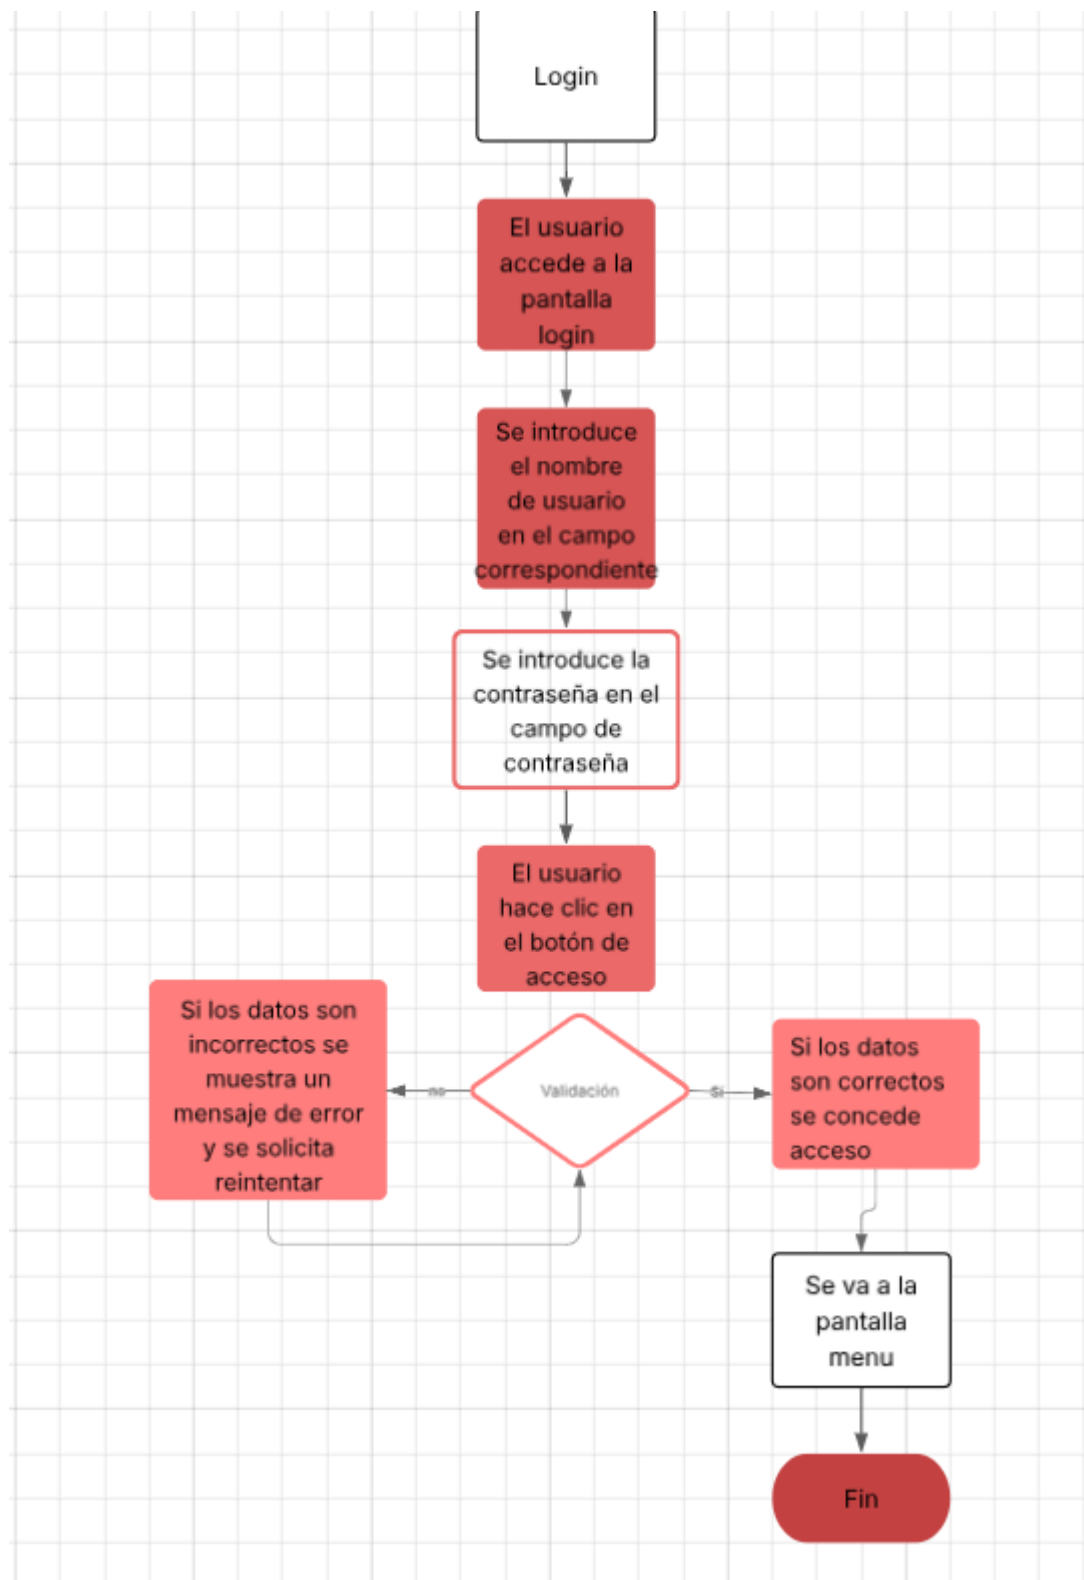 Login
El usuario
accede a la
pantalla
login
Se introduce
el nombre
de usuario
en el campo
correspondiente
Se introduce la
contraseña en el
campo de
contraseña
El usuario
hace clic en
el botón de
acceso
Si los datos son
incorrectos se
muestra un
mensaje de error
y se solicita
reintentar
no
Validación
Si
Si los datos
son correctos
se concede
acceso
Se va a la
pantalla
menu
Fin